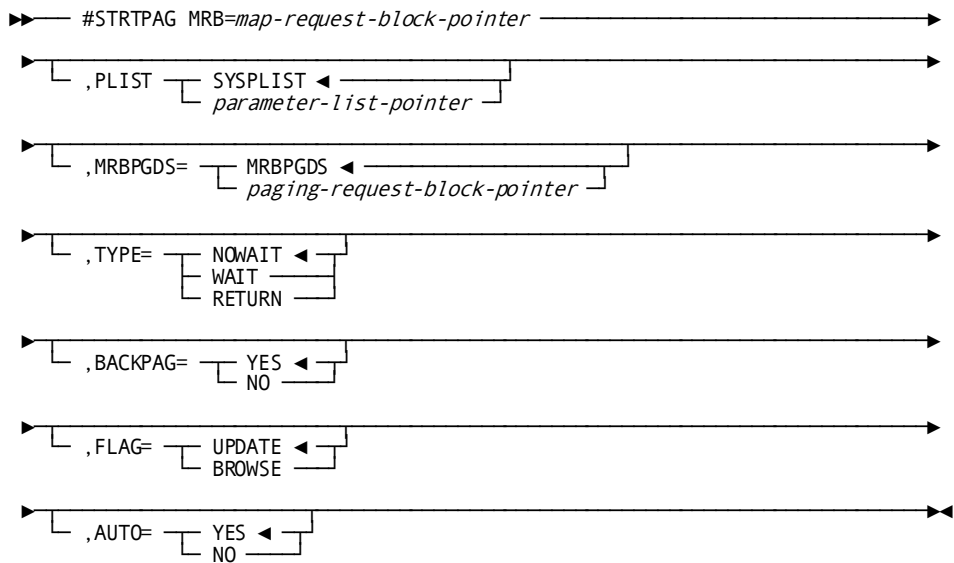 #STRTPAG MRB=map-request-block-pointer
,PLIST SYSPLIST
parameter-list-pointer
,MRBPGDS= MRBPGDS
paging-request-block-pointer
,TYPE= NOWAIT
WAIT
RETURN
,BACKPAG= YES
NO
,FLAG= UPDATE
BROWSE
,AUTO= YES
NO